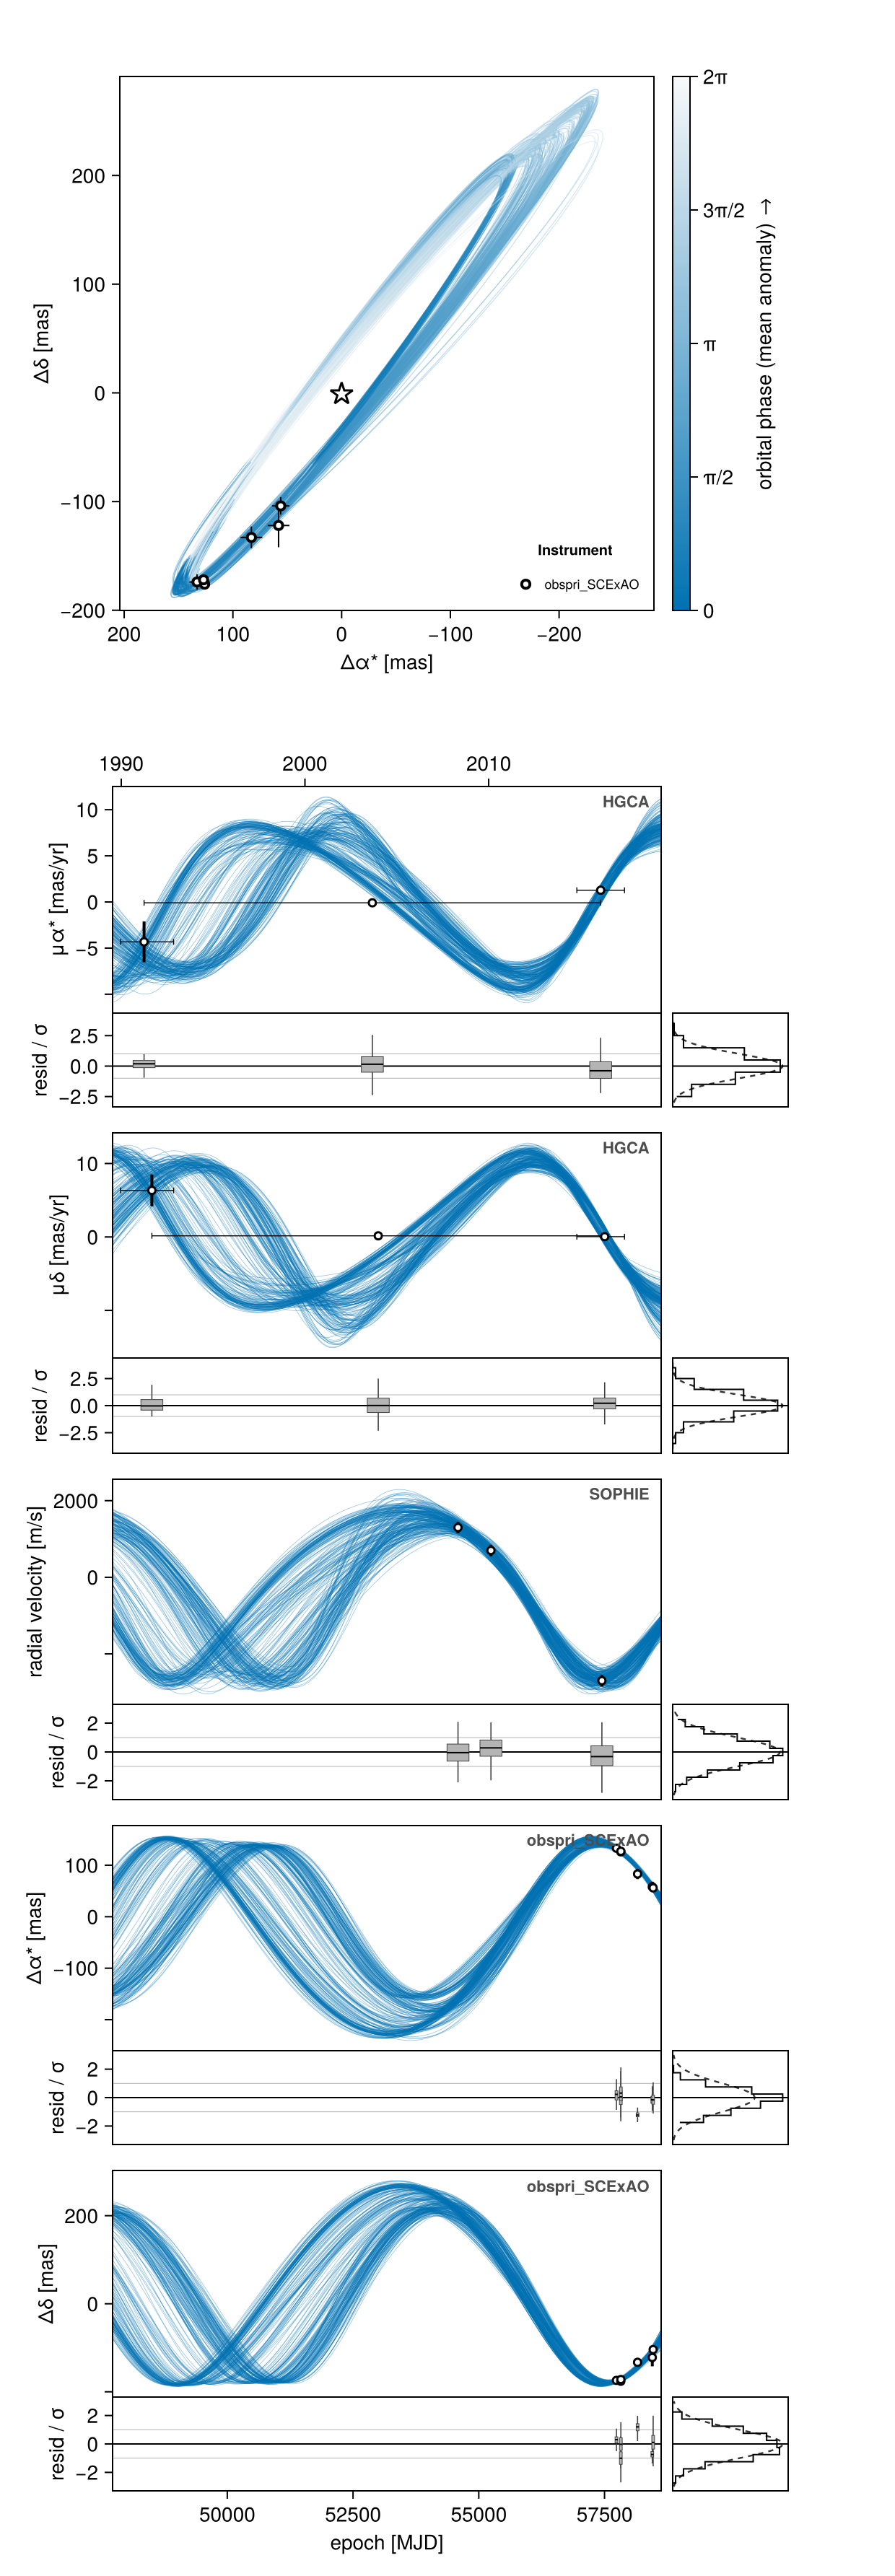 Δδ [mas]
200
100
0
−100
−200
200
100
0
−100
−200
Δα* [mas]
Instrument
obspri_SCExAO
2π
3π/2
π
π/2
0
orbital phase (mean anomaly) →
1990
2000
2010
HGCA
μα* [mas/yr]
10
5
0
−5
resid / σ
2.5
0.0
−2.5
HGCA
μδ [mas/yr]
10
0
resid / σ
2.5
0.0
−2.5
SOPHIE
radial velocity [m/s]
2000
0
resid / σ
2
0
−2
obspri_SCExAO
Δα* [mas]
100
0
−100
resid / σ
2
0
−2
obspri_SCExAO
Δδ [mas]
200
0
resid / σ
2
0
−2
50000
52500
55000
57500
epoch [MJD]